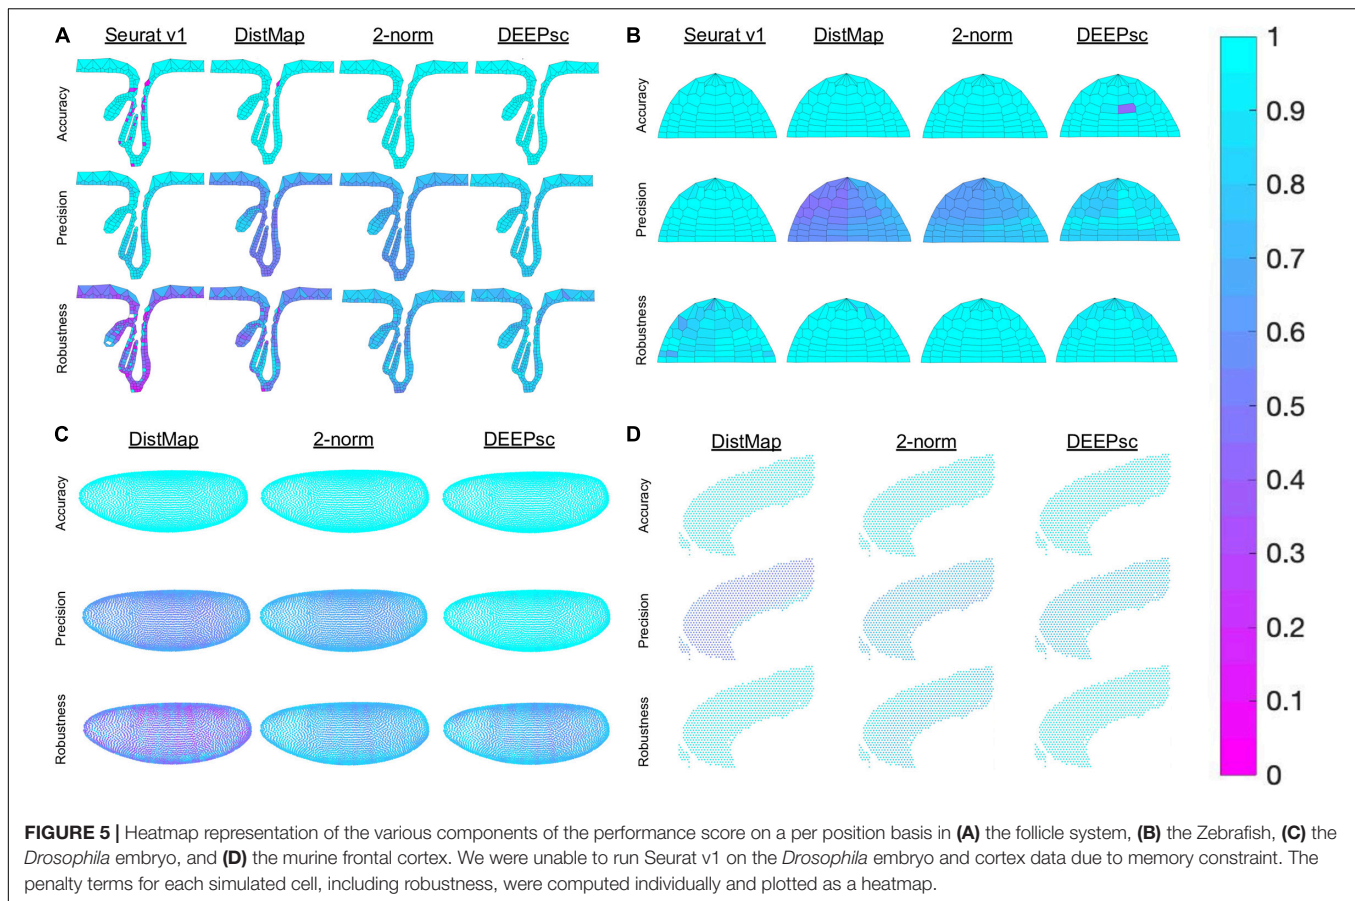 A
Seurat v1 DistMap 2-norm DEEPsc
Accuracy
Precision
Robustness
B
Seurat v1 DistMap 2-norm DEEPsc
Accuracy
Precision
Robustness
C
DistMap 2-norm DEEPsc
Accuracy
Precision
Robustness
D
DistMap 2-norm DEEPsc
Accuracy
Precision
Robustness
1
0.9
0.8
0.7
0.6
0.5
0.4
0.3
0.2
0.1
0
FIGURE 5 | Heatmap representation of the various components of the performance score on a per position basis in (A) the follicle system, (B) the Zebrafish, (C) the
Drosophila embryo, and (D) the murine frontal cortex. We were unable to run Seurat v1 on the Drosophila embryo and cortex data due to memory constraint. The
penalty terms for each simulated cell, including robustness, were computed individually and plotted as a heatmap.